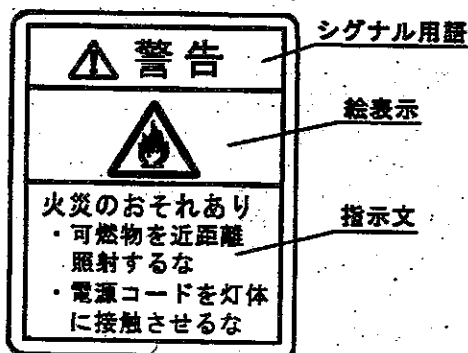 シグナル用語
警告
絵表示
火災のおそれあり
・可燃物を近距離
照射するな
指示文
・電源コードを灯体
に接触させるな